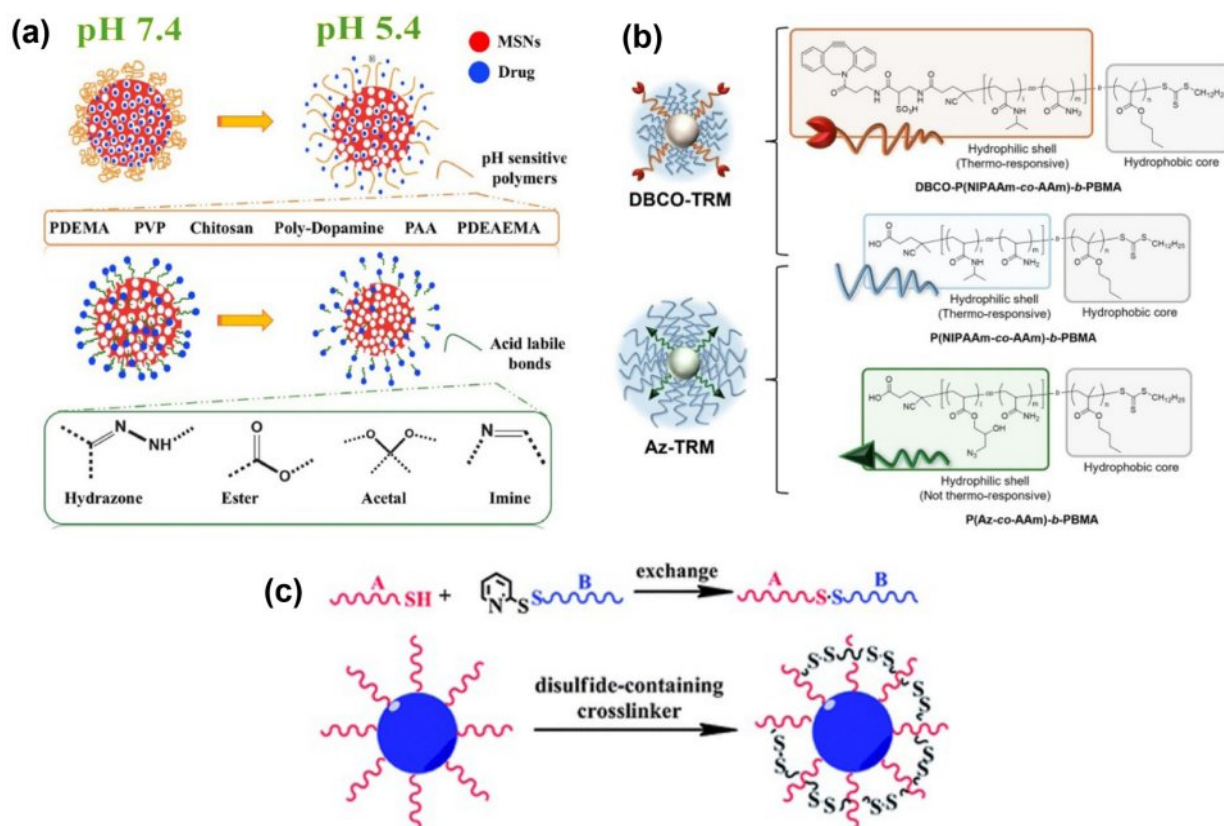 (a)
pH 7.4
pH 5.4
MSNs
Drug
pH sensitive
polymers
PDEMA PVP Chitosan Poly-Dopamine PAA PDEAEMA
Acid labile
bonds
N
NH
O
O
O
O
N
Hydrazone Ester Acetal Imine
(b)
DBCO-TRM
Hydrophilic shell
(Thermo-responsive)
Hydrophobic core
DBCO-P(NIPAAm-co-AAm)-b-PBMA
Hydrophilic shell
(Thermo-responsive)
Hydrophobic core
P(NIPAAm-co-AAm)-b-PBMA
Az-TRM
Hydrophilic shell
(Not thermo-responsive)
Hydrophobic core
P(Az-co-AAm)-b-PBMA
(c)
A
SH + N S S B
exchange
A S·S B
disulfide-containing
crosslinker